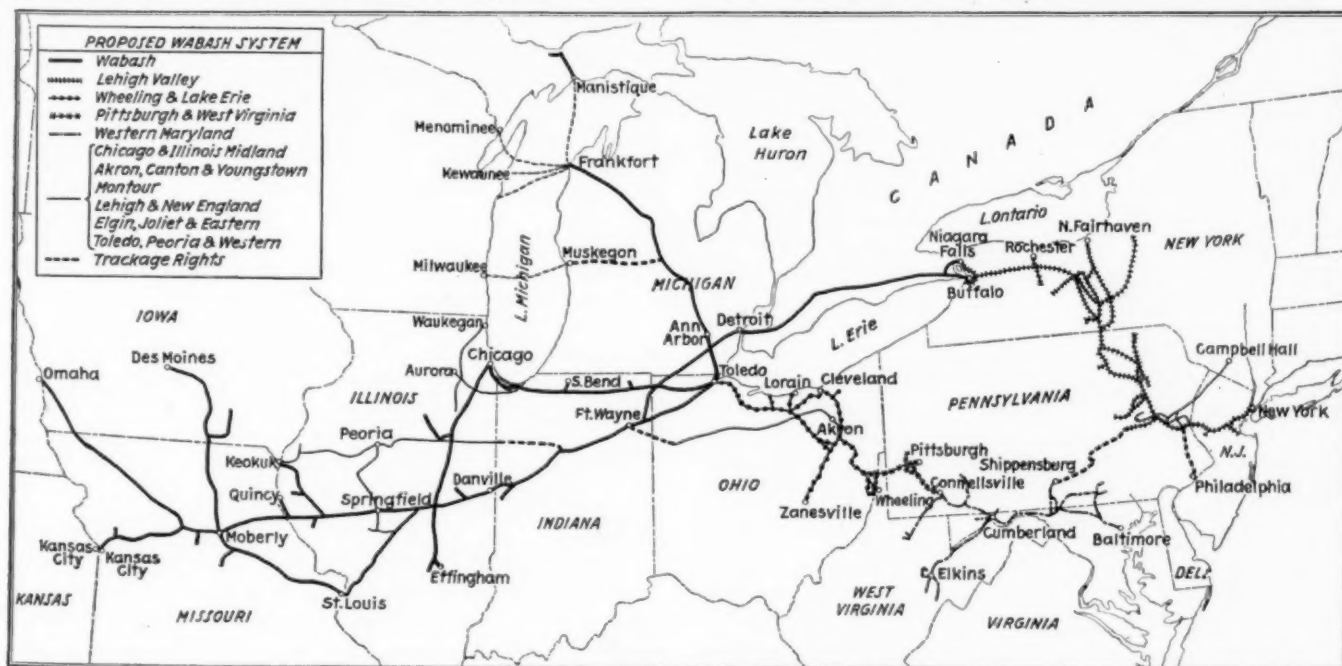 PROPOSED WABASH SYSTEM
Wabash
Lehigh Valley
Wheeling & Lake Erie
Pittsburgh & West Virginia
Western Maryland
Chicago & Illinois Midland
Akron, Canton & Youngstown
Montour
Lehigh & New England
Elgin, Joliet & Eastern
Toledo, Peoria & Western
Trackage Rights
Manistique
Menominee
Kewaunee
Frankfort
Lake
Huron
CANADA
L. Ontario
Niagara
Falls
Rochester
N. Fairhaven
NEW YORK
Buffalo
Milwaukee
L. Michigan
Muskegon
MICHIGAN
IOWA
Waukegan
Ann
Arbor
Detroit
L. Erie
Des Moines
Chicago
Campbell Hall
Omaha
Aurora
S. Bend
Toledo
Lorain
Cleveland
ILLINOIS
Ft. Wayne
PENNSYLVANIA
New York
Peoria
Akron
N.J.
Keokuk
Pittsburgh
Shippensburg
Quincy
Springfield
Danville
OHIO
Connellsville
Philadelphia
Zanesville
Wheeling
INDIANA
Moberly
Cumberland
Baltimore
Kansas
City
Kansas
City
Effingham
Elkins
DEL.
KANSAS
St. Louis
WEST
VIRGINIA
MISSOURI
VIRGINIA